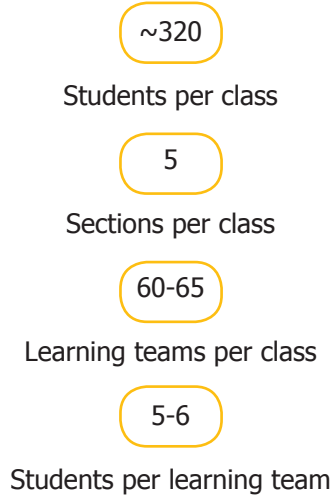 ~320
Students per class
5
Sections per class
60-65
Learning teams per class
5-6
Students per learning team